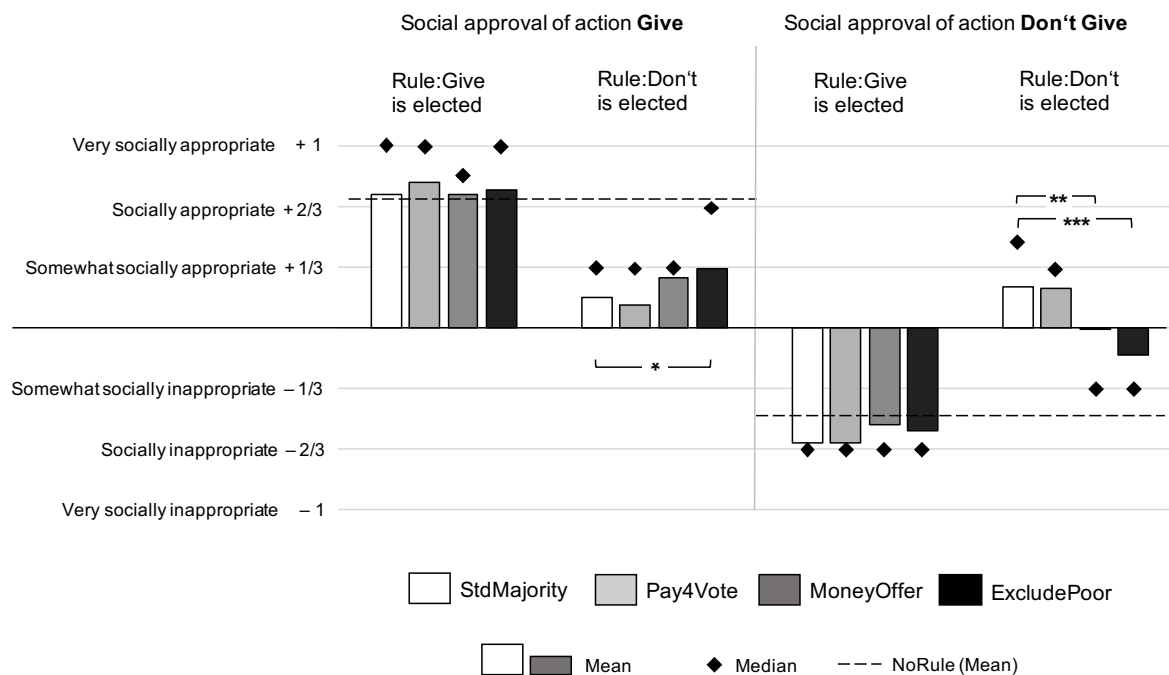 Social approval of action Give
Social approval of action Don‘t Give
Rule:Give
is elected
Rule:Don‘t
is elected
Rule:Give
is elected
Rule:Don‘t
is elected
Very socially appropriate + 1
Socially appropriate + 2/3
Somewhat socially appropriate + 1/3
Somewhat socially inappropriate – 1/3
Socially inappropriate – 2/3
Very socially inappropriate – 1
**
***
*
StdMajority
Pay4Vote
MoneyOffer
ExcludePoor
Mean
Median
NoRule (Mean)